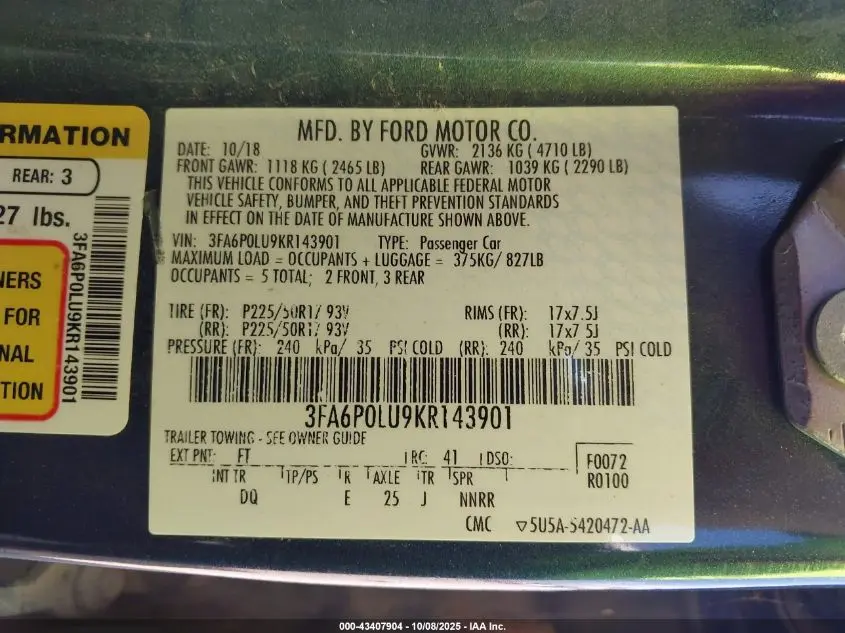 RMATION
REAR: 3
27 lbs.
NERS
FOR
NAL
TION
3FA6P0LU9KR143901
MFD. BY FORD MOTOR CO.
DATE: 10/18 GVWR: 2136 KG ( 4710 LB)
FRONT GAWR: 1118 KG ( 2465 LB) REAR GAWR: 1039 KG ( 2290 LB)
THIS VEHICLE CONFORMS TO ALL APPLICABLE FEDERAL MOTOR
VEHICLE SAFETY, BUMPER, AND THEFT PREVENTION STANDARDS
IN EFFECT ON THE DATE OF MANUFACTURE SHOWN ABOVE.
VIN: 3FA6P0LU9KR143901 TYPE: Passenger Car
MAXIMUM LOAD = OCCUPANTS + LUGGAGE = 375KG/ 827LB
OCCUPANTS = 5 TOTAL; 2 FRONT, 3 REAR
TIRE (FR): P225/50R17 93V RIMS (FR): 17x7.5J
(RR): P225/50R17 93V (RR): 17x7.5J
PRESSURE (FR): 240 kPa/ 35 PSI COLD (RR): 240 kPa/ 35 PSI COLD
3FA6P0LU9KR143901
TRAILER TOWING - SEE OWNER GUIDE
EXT PNT: FT RC: 41 DSO: F0072
INT TR TP/PS R AXLE TR SPR R0100
DQ E 25 J NNRR
CMC ▽5U5A-5420472-AA
000-43407904 - 10/08/2025 - IAA Inc.